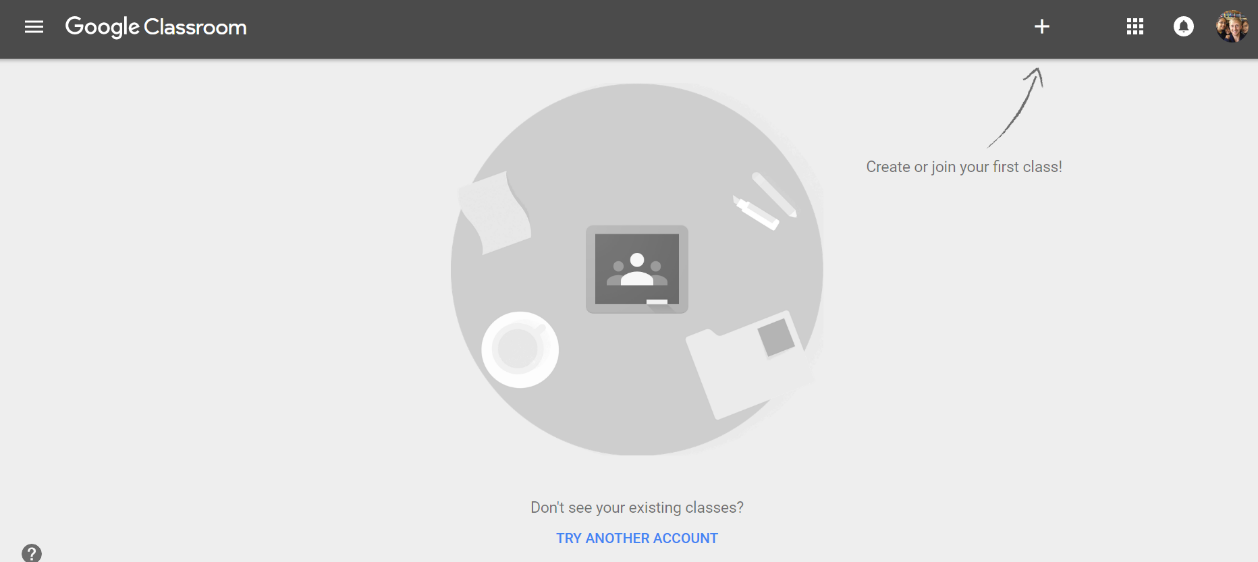 Google Classroom
Create or join your first class!
Don't see your existing classes?
TRY ANOTHER ACCOUNT
?